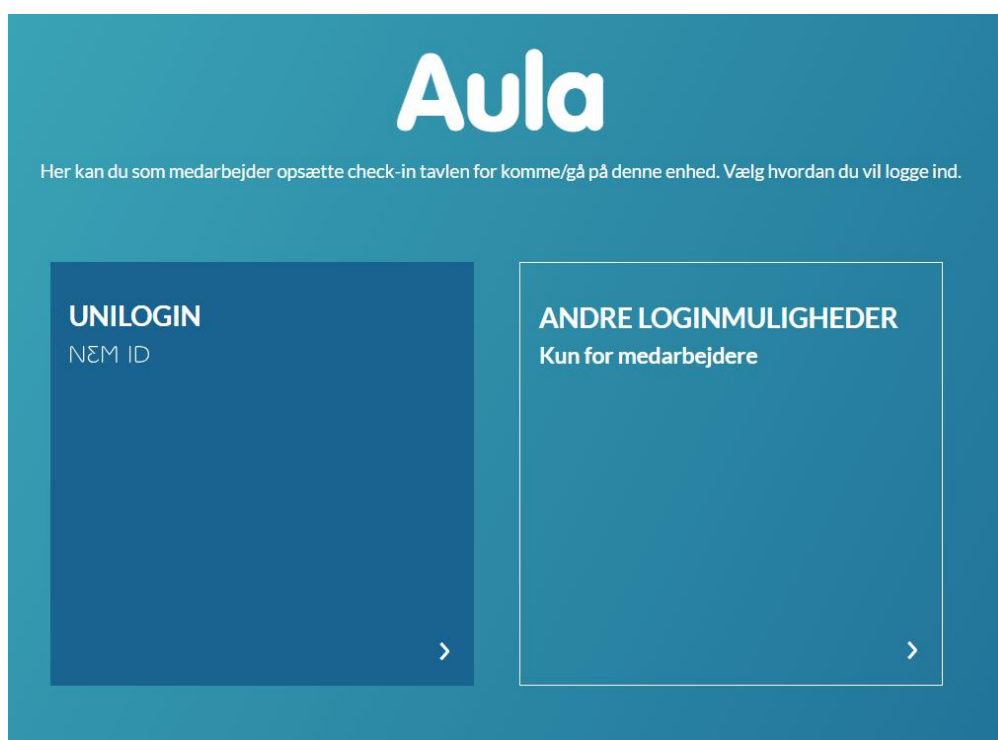 Aula
Her kan du som medarbejder opsætte check-in tavlen for komme/gå på denne enhed. Vælg hvordan du vil logge ind.
UNILOGIN
NEM ID
ANDRE LOGINMULIGHEDER
Kun for medarbejdere